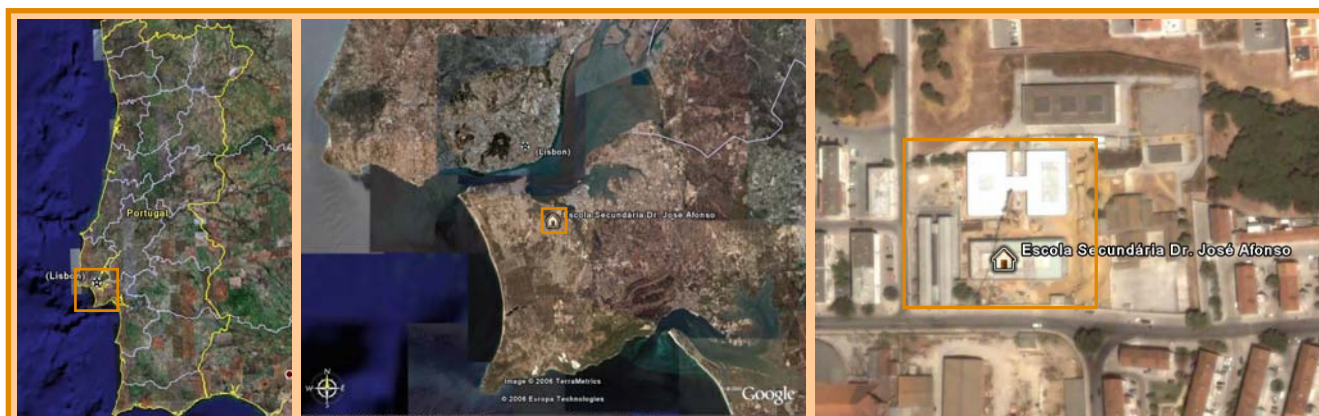 Portugal
(Lisbon)
(Lisbon)
Escola Secundária Dr. José Afonso
N
W E
S
Image © 2006 TerraMetrics
© 2006 Europa Technologies
Google
Escola Secundária Dr. José Afonso